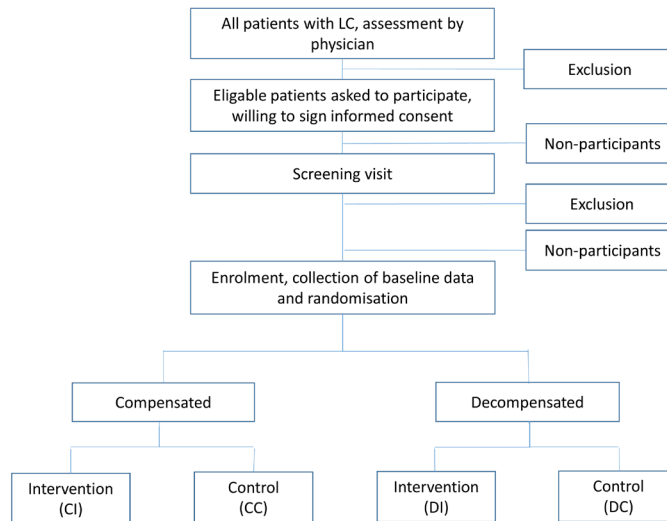 All patients with LC, assessment by
physician
Exclusion
Eligable patients asked to participate,
willing to sign informed consent
Non-participants
Screening visit
Exclusion
Non-participants
Enrolment, collection of baseline data
and randomisation
Compensated
Decompensated
Intervention
(CI)
Control
(CC)
Intervention
(DI)
Control
(DC)